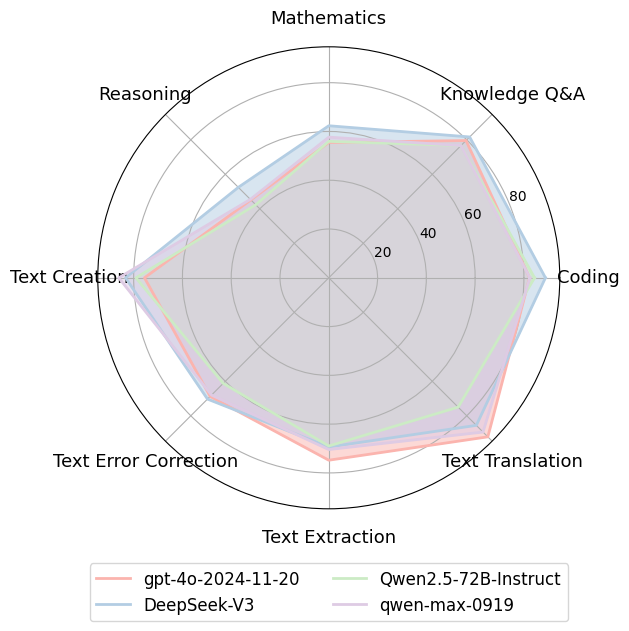 Mathematics
Reasoning
Knowledge Q&A
80
60
40
20
Text Creation
Coding
Text Error Correction
Text Translation
Text Extraction
gpt-4o-2024-11-20
Qwen2.5-72B-Instruct
DeepSeek-V3
qwen-max-0919